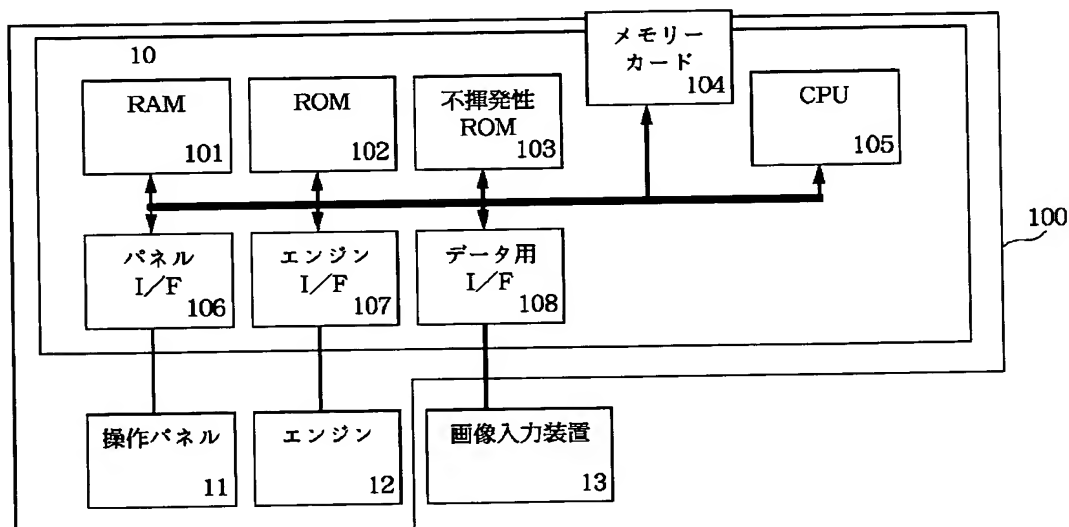 10
メモリー
カード
104
RAM
101
ROM
102
不揮発性
ROM
103
CPU
105
100
パネル
I/F
106
エンジン
I/F
107
データ用
I/F
108
操作パネル
11
エンジン
12
画像入力装置
13